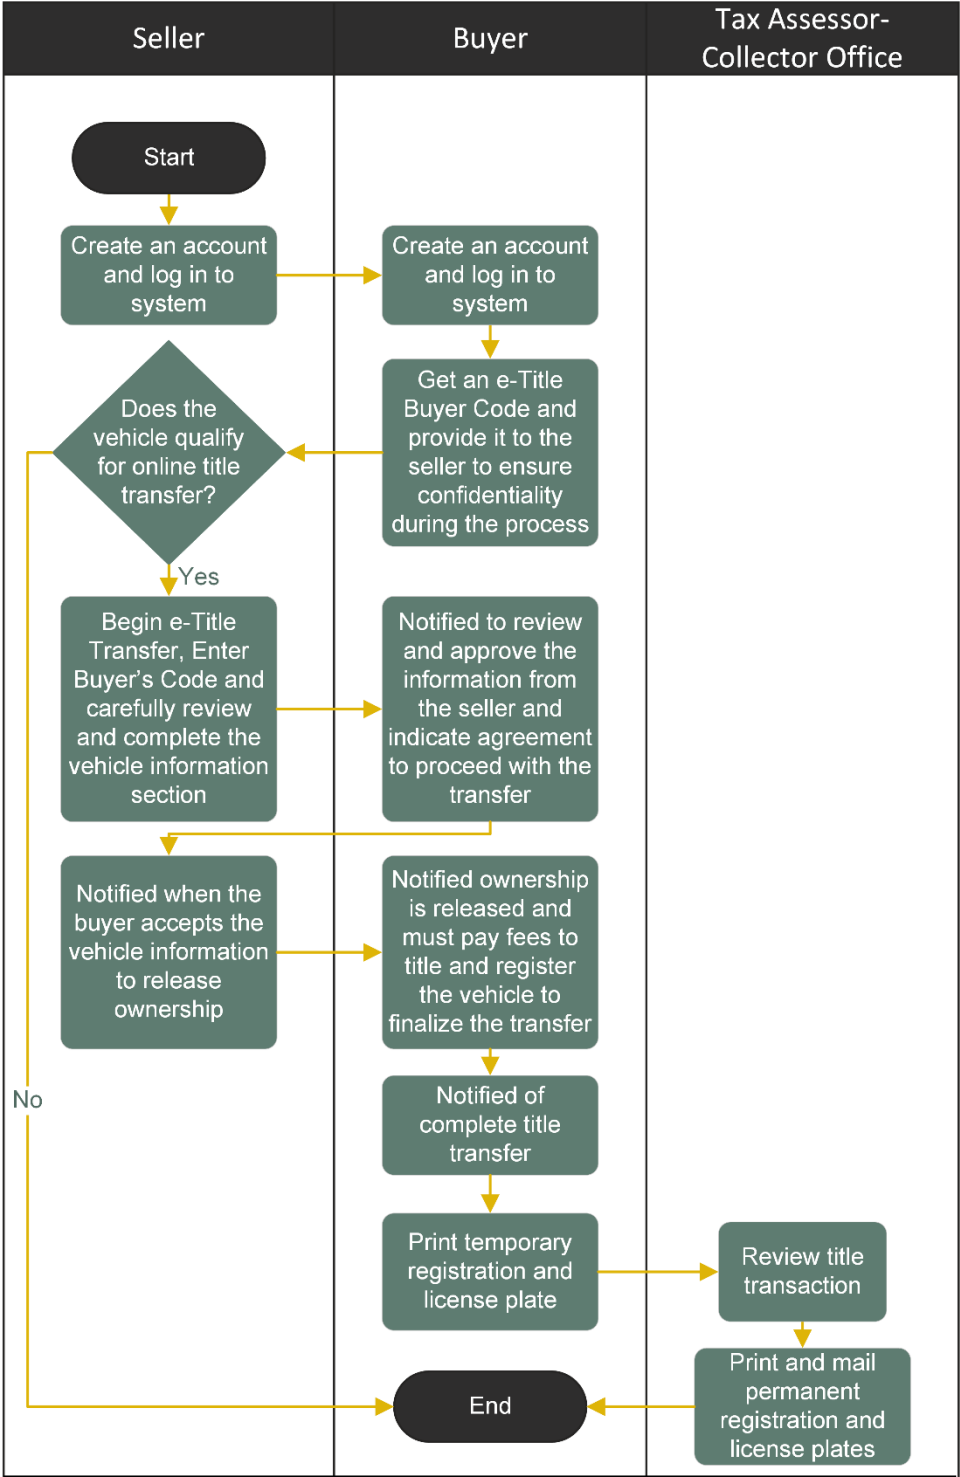 Seller
Buyer
Tax Assessor-
Collector Office
Start
Create an account
and log in to
system
Create an account
and log in to
system
Get an e-Title
Buyer Code and
provide it to the
seller to ensure
confidentiality
during the process
Does the
vehicle qualify
for online title
transfer?
Yes
Begin e-Title
Transfer, Enter
Buyer’s Code and
carefully review
and complete the
vehicle information
section
Notified to review
and approve the
information from
the seller and
indicate agreement
to proceed with the
transfer
Notified when the
buyer accepts the
vehicle information
to release
ownership
Notified ownership
is released and
must pay fees to
title and register
the vehicle to
finalize the transfer
No
Notified of
complete title
transfer
Print temporary
registration and
license plate
Review title
transaction
Print and mail
permanent
registration and
license plates
End